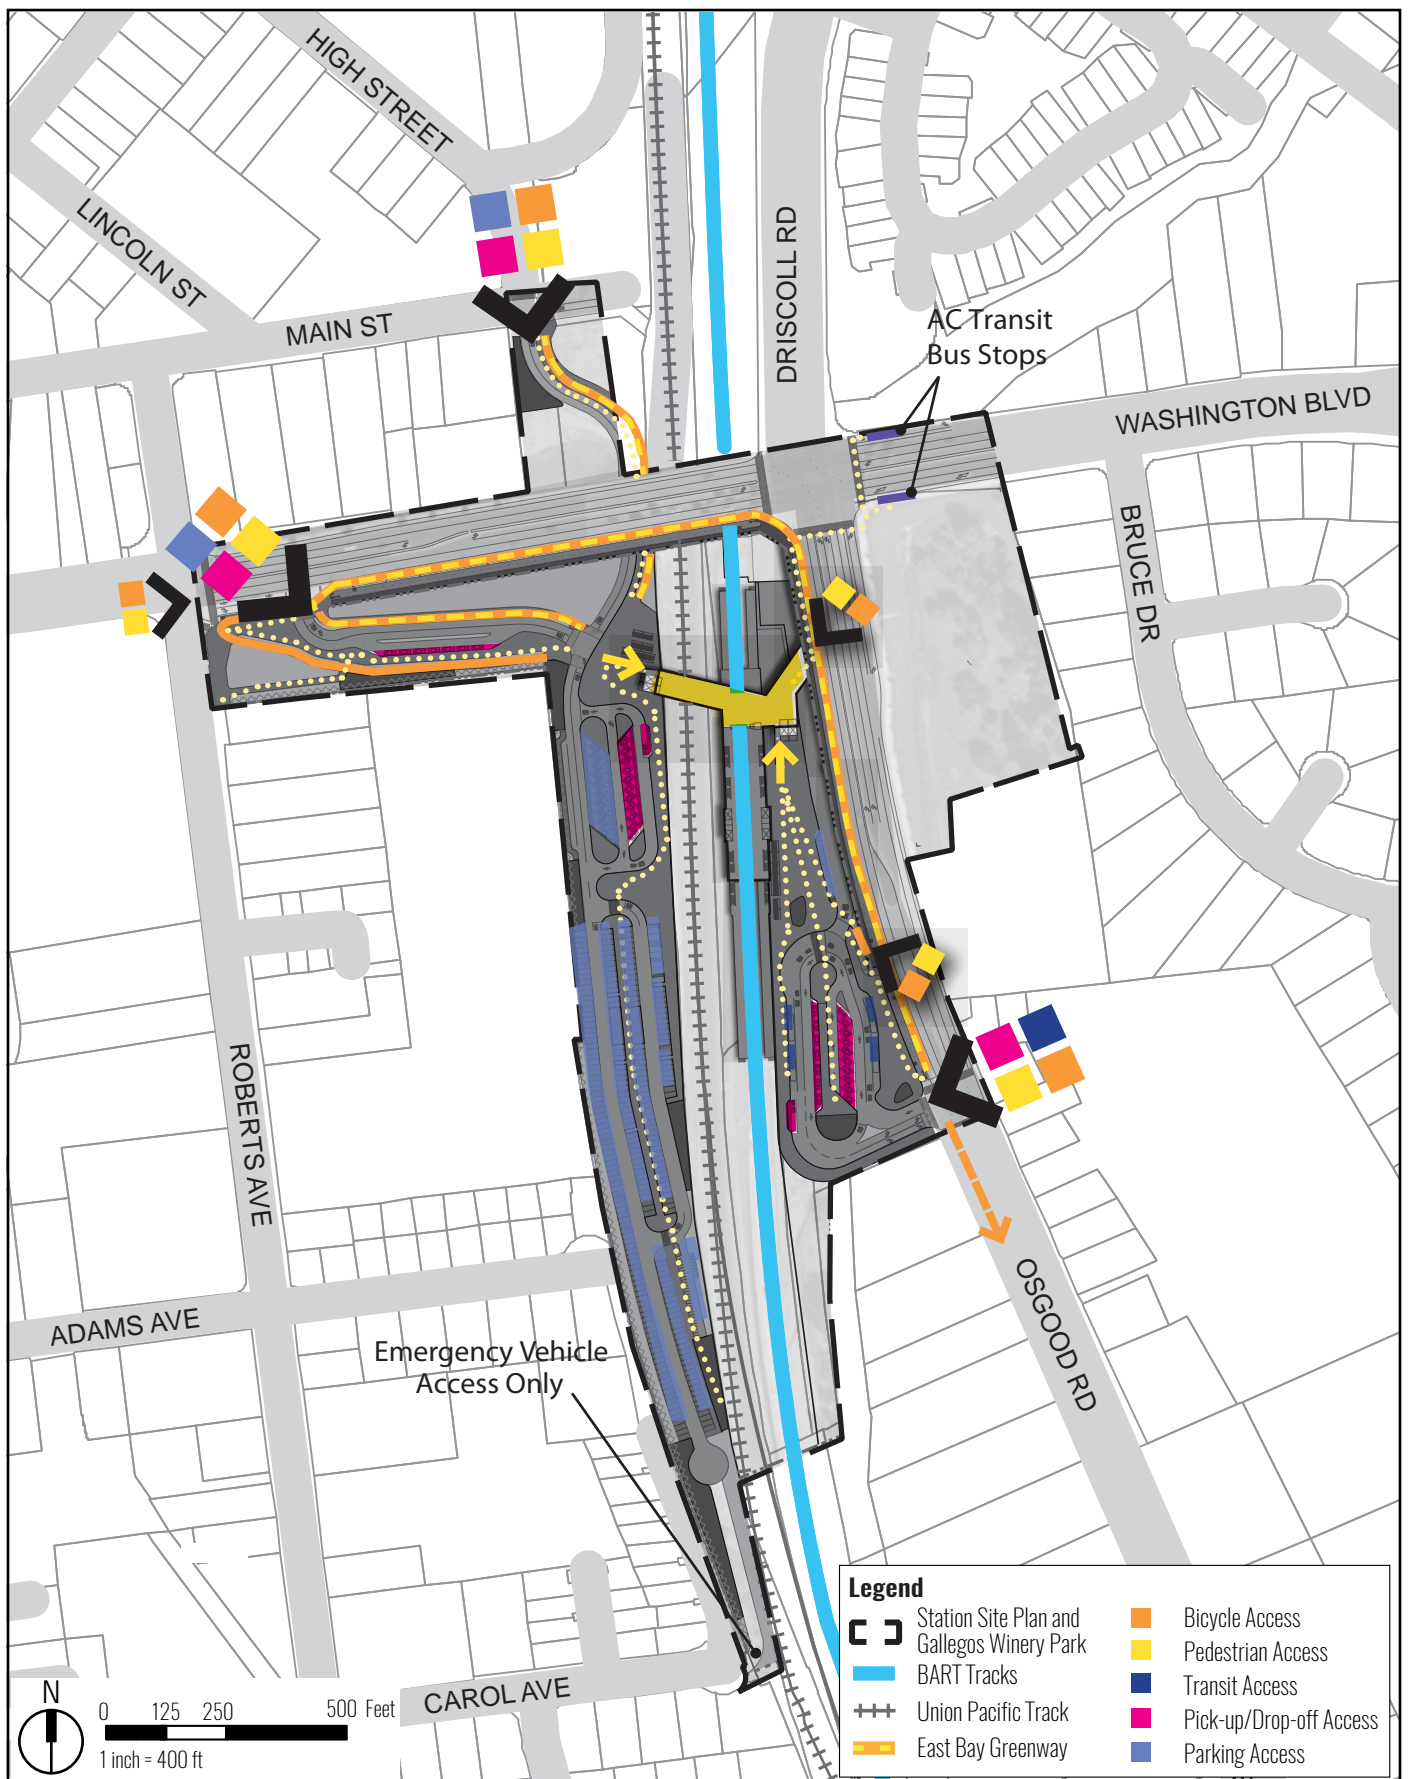 HIGH STREET
LINCOLN ST
MAIN ST
DRISCOLL RD
AC Transit
Bus Stops
WASHINGTON BLVD
BRUCE DR
ROBERTS AVE
ADAMS AVE
Emergency Vehicle
Access Only
OSGOOD RD
CAROL AVE
N
0 125 250 500 Feet
1 inch = 400 ft
Legend
Station Site Plan and
Gallegos Winery Park
BART Tracks
Union Pacific Track
East Bay Greenway
Bicycle Access
Pedestrian Access
Transit Access
Pick-up/Drop-off Access
Parking Access